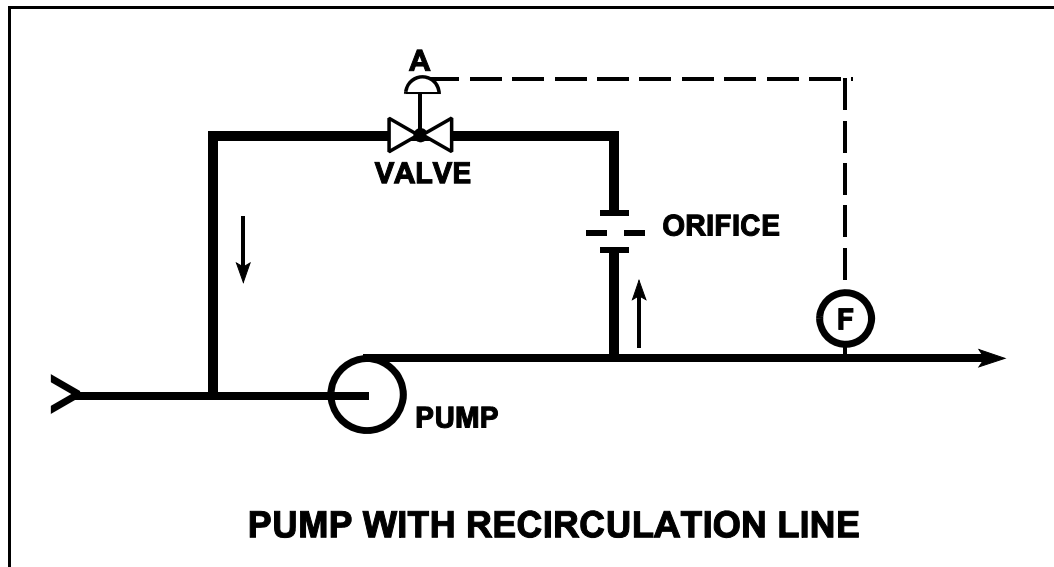 A
VALVE
ORIFICE
F
PUMP
PUMP WITH RECIRCULATION LINE